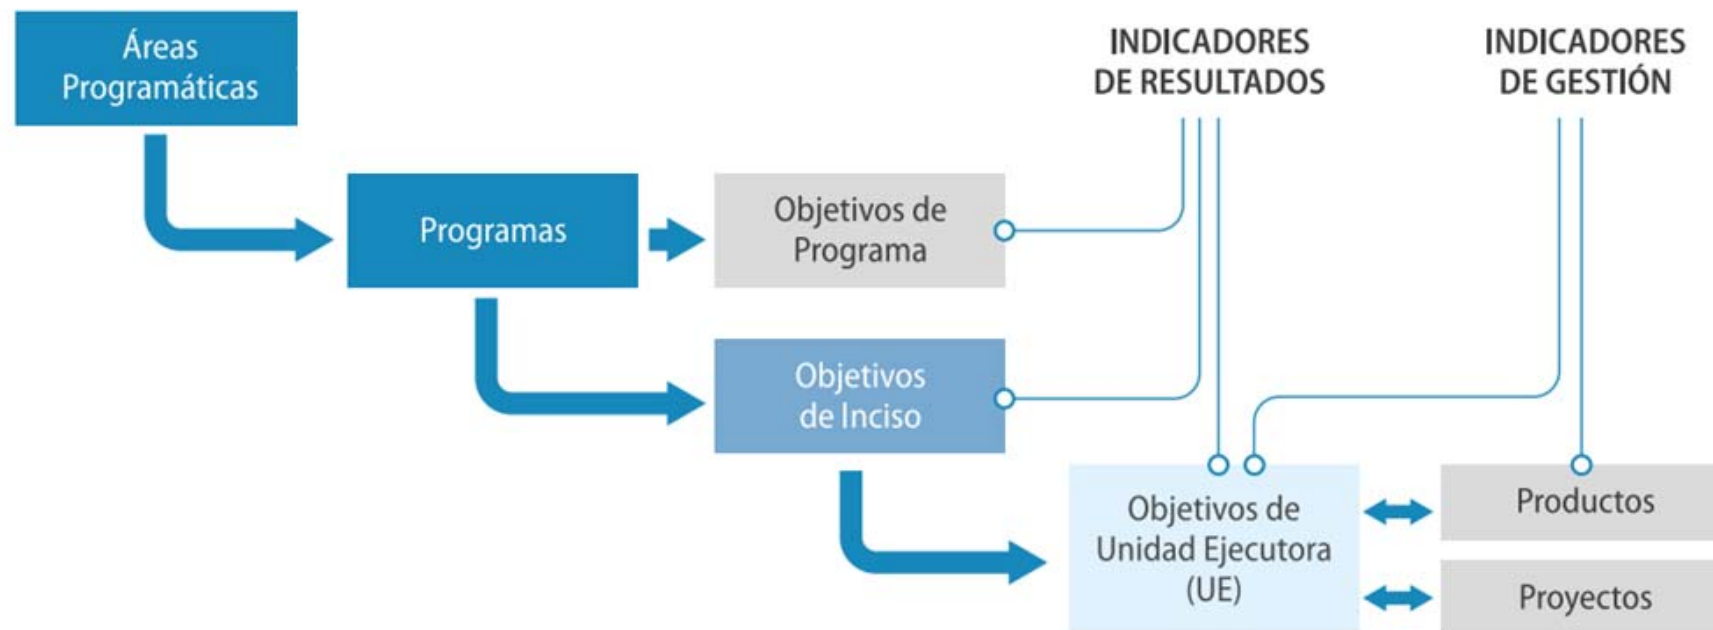 Áreas
Programáticas
INDICADORES
DE RESULTADOS
INDICADORES
DE GESTIÓN
Programas
Objetivos de
Programa
Objetivos
de Inciso
Objetivos de
Unidad Ejecutora
(UE)
Productos
Proyectos